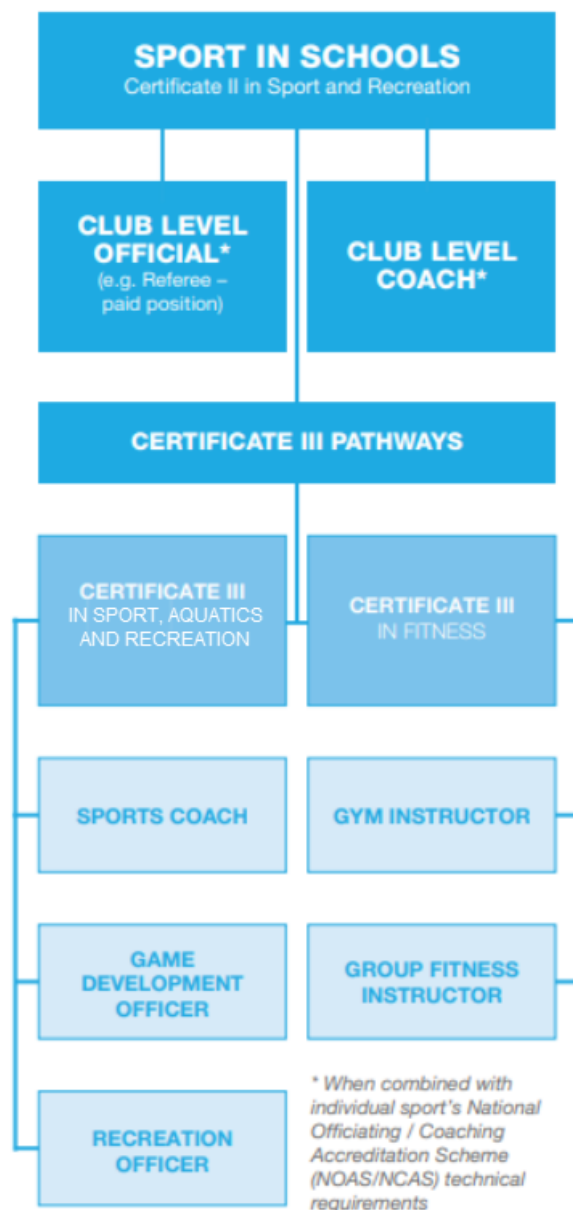 SPORT IN SCHOOLS
Certificate II in Sport and Recreation
CLUB LEVEL
OFFICIAL*
(e.g. Referee –
paid position)
CLUB LEVEL
COACH*
CERTIFICATE III PATHWAYS
CERTIFICATE III
IN SPORT, AQUATICS
AND RECREATION
CERTIFICATE III
IN FITNESS
SPORTS COACH
GYM INSTRUCTOR
GAME
DEVELOPMENT
OFFICER
GROUP FITNESS
INSTRUCTOR
RECREATION
OFFICER
* When combined with
individual sport's National
Officiating / Coaching
Accreditation Scheme
(NOAS/NCAS) technical
requirements